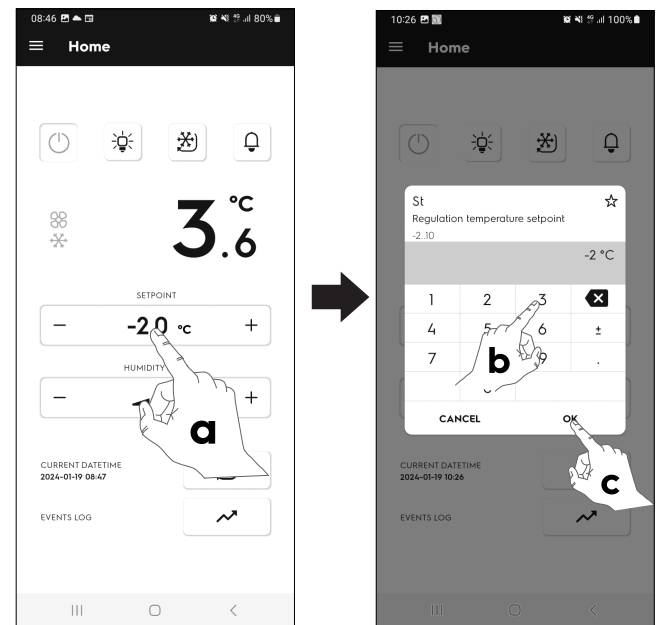 08:46 4G 80%
Home
3.6 °C
SETPOINT
− -2.0 °C +
HUMIDITY
− +
a
CURRENT DATETIME
2024-01-19 08:47
EVENTS LOG
10:26 4G 100%
Home
St
Regulation temperature setpoint
-2..10
-2 °C
1 2 3
4 5 6 ±
7 9 .
b
CANCEL OK
c
CURRENT DATETIME
2024-01-19 10:26
EVENTS LOG